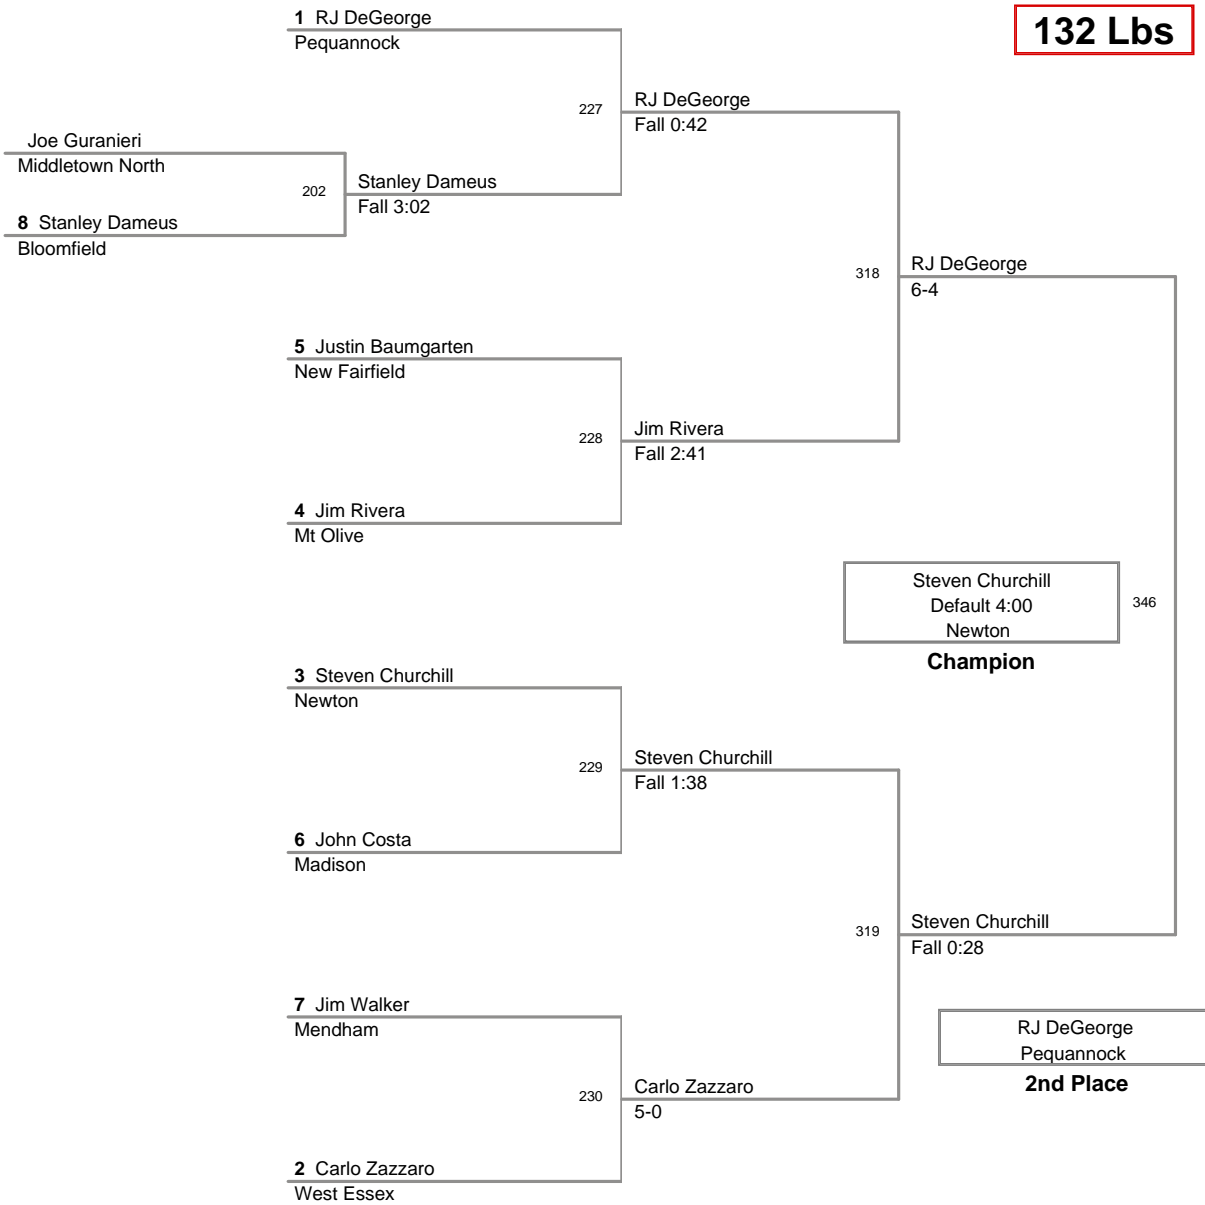 1 RJ DeGeorge
Pequannock
132 Lbs
227
RJ DeGeorge
Fall 0:42
Joe Guranieri
Middletown North
202
Stanley Dameus
Fall 3:02
8 Stanley Dameus
Bloomfield
318
RJ DeGeorge
6-4
5 Justin Baumgarten
New Fairfield
228
Jim Rivera
Fall 2:41
4 Jim Rivera
Mt Olive
Steven Churchill
Default 4:00
Newton
346
Champion
3 Steven Churchill
Newton
229
Steven Churchill
Fall 1:38
6 John Costa
Madison
319
Steven Churchill
Fall 0:28
7 Jim Walker
Mendham
RJ DeGeorge
Pequannock
2nd Place
230
Carlo Zazzaro
5-0
2 Carlo Zazzaro
West Essex